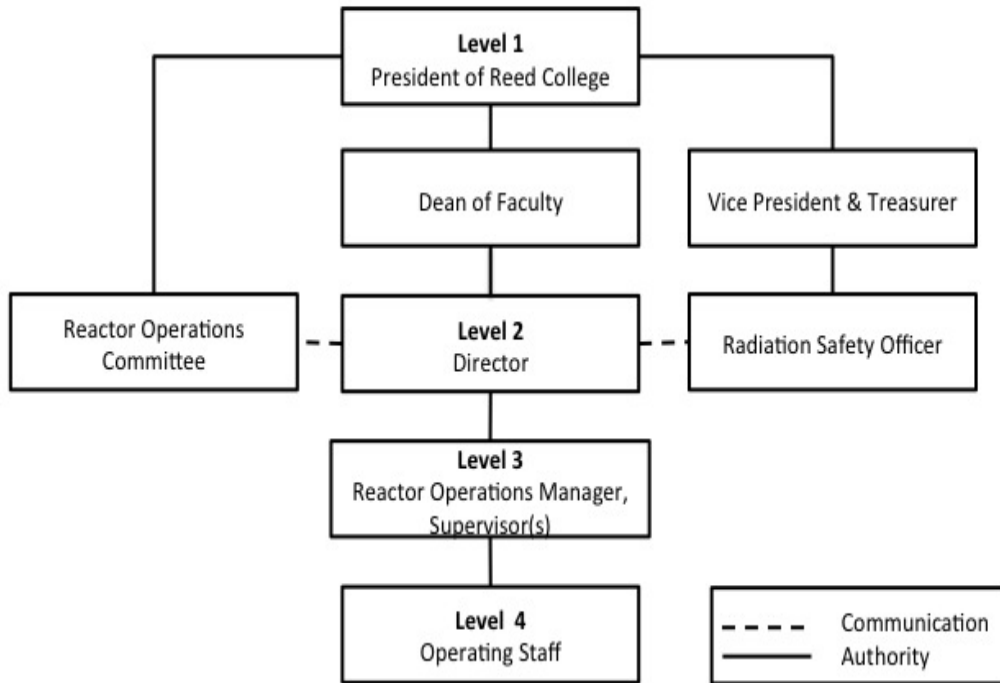 Level 1
President of Reed College
Dean of Faculty
Vice President & Treasurer
Reactor Operations
Committee
Level 2
Director
Radiation Safety Officer
Level 3
Reactor Operations Manager,
Supervisor(s)
Level 4
Operating Staff
Communication
Authority